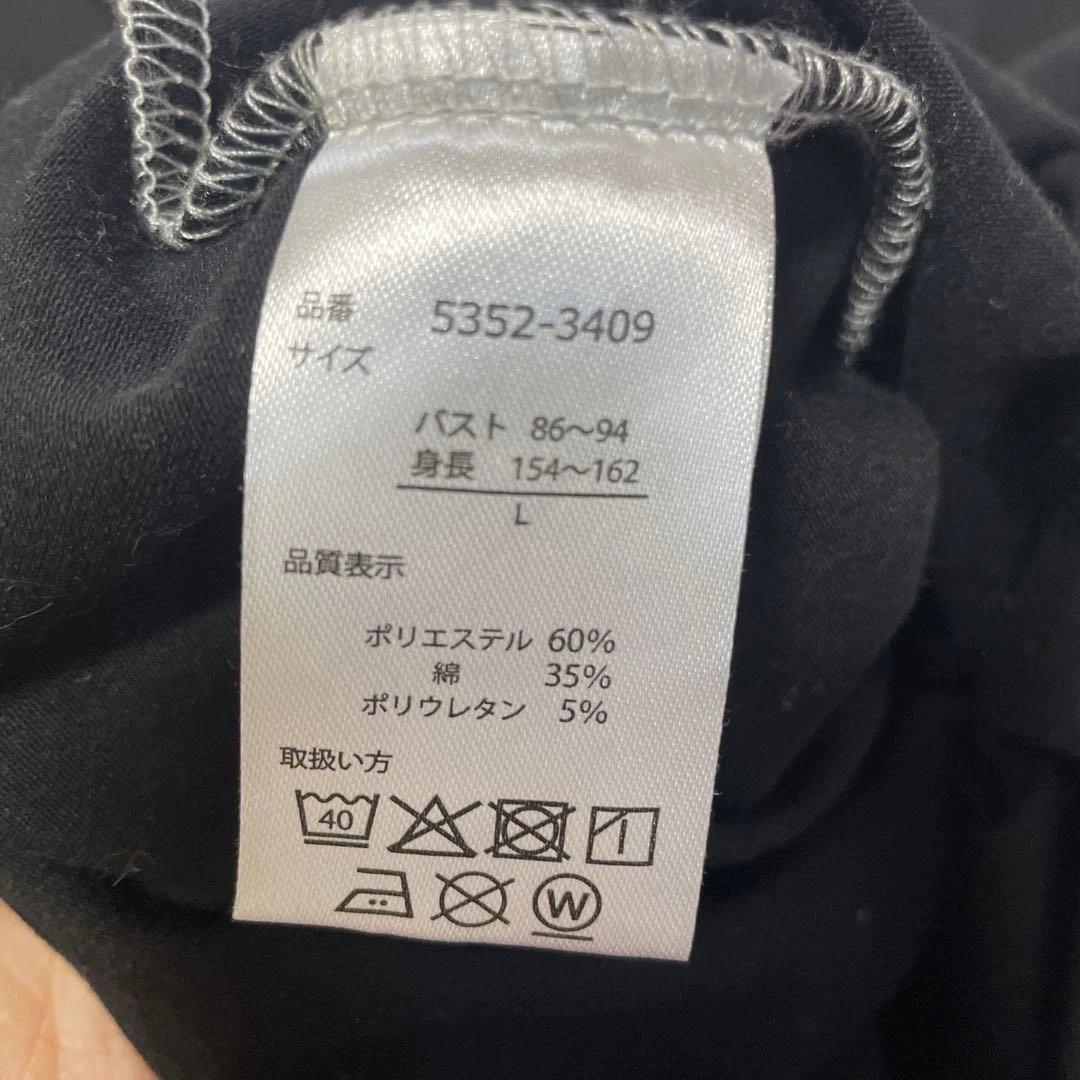 品番 5352-3409
サイズ
バスト 86〜94
身長 154〜162
L
品質表示
ポリエステル 60%
綿 35%
ポリウレタン 5%
取扱い方
40
W